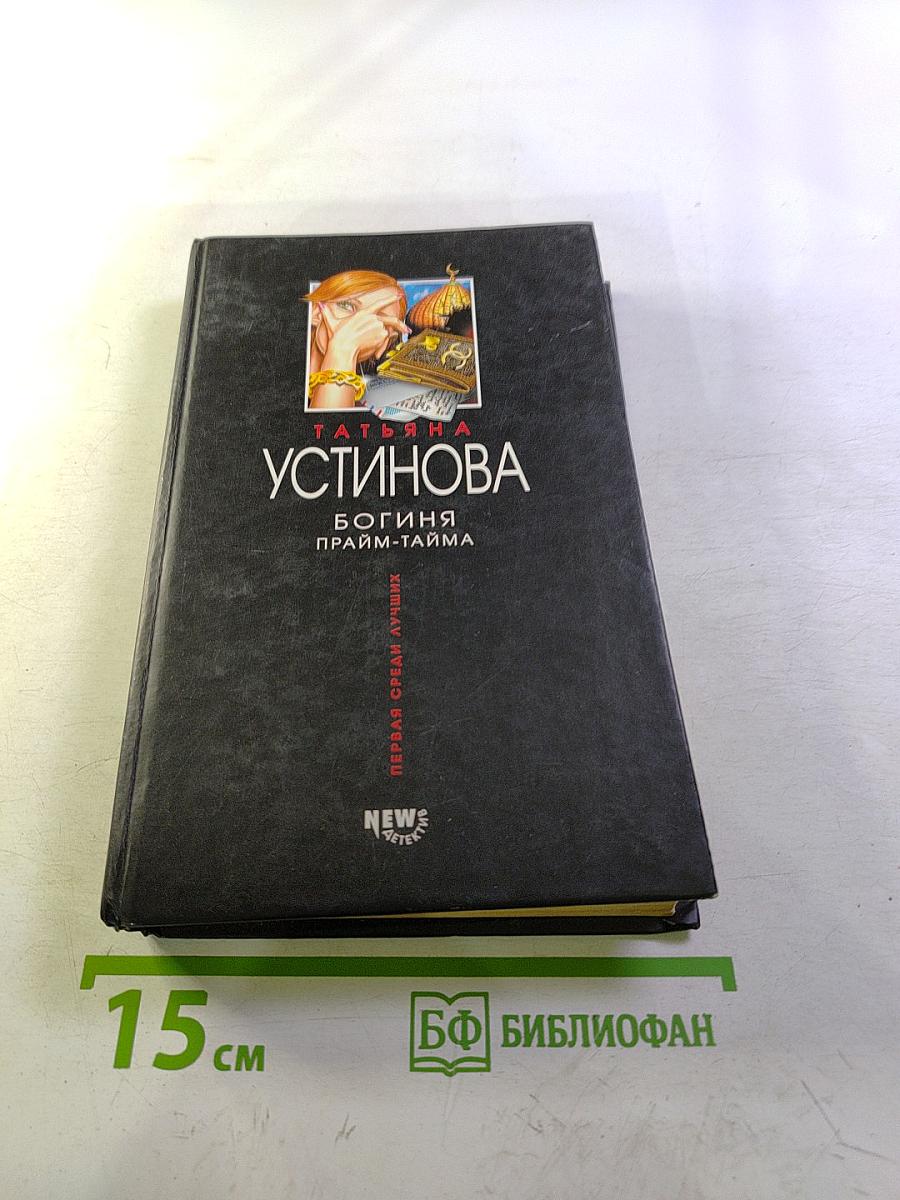 ТАТЬЯНА
УСТИНОВА
БОГИНЯ
ПРАЙМ-ТАЙМА
ПЕРВАЯ СРЕДИ ЛУЧШИХ
NEW
ДЕТЕКТИВ
15 см
БФ БИБЛИОФАН